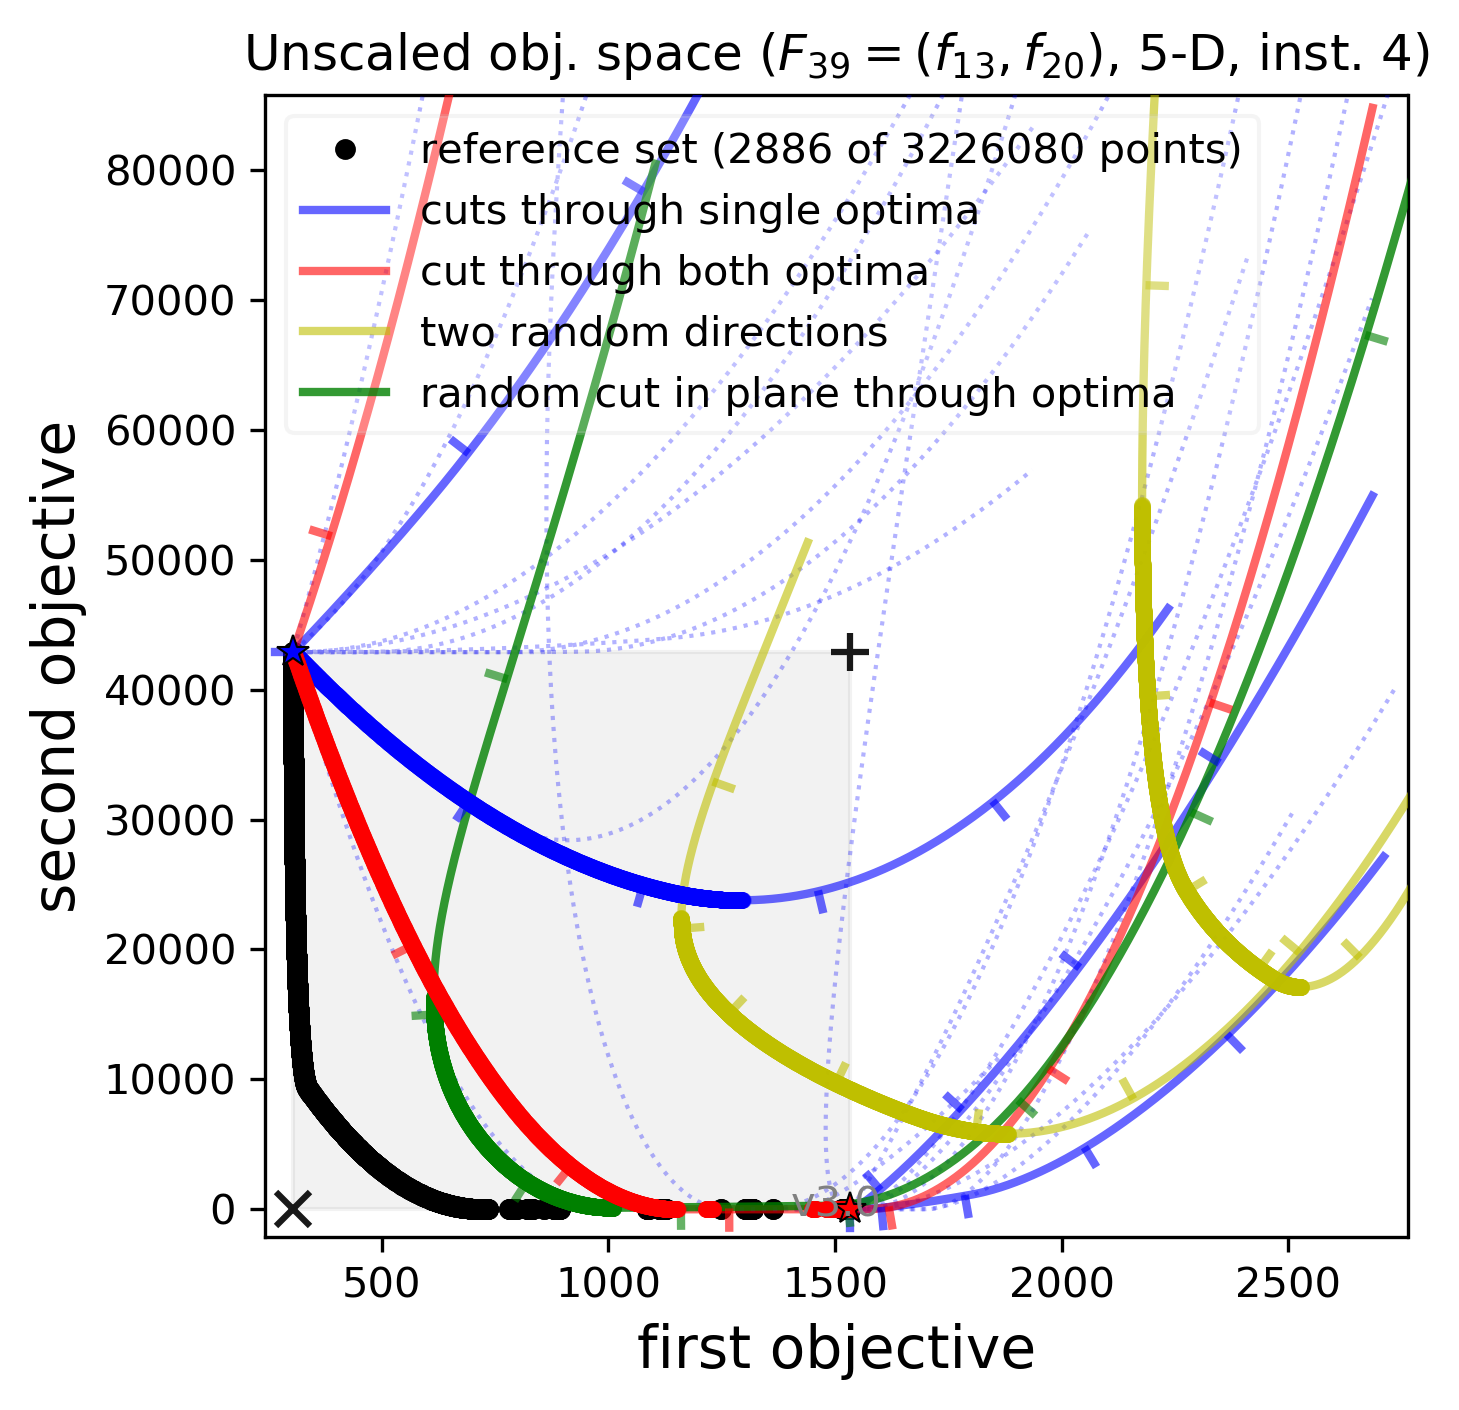 Unscaled obj. space (F₃₉ = (f₁₃, f₂₀), 5-D, inst. 4)
reference set (2886 of 3226080 points)
cuts through single optima
cut through both optima
two random directions
random cut in plane through optima
second objective
80000
70000
60000
50000
40000
30000
20000
10000
0
v3.0
500 1000 1500 2000 2500
first objective